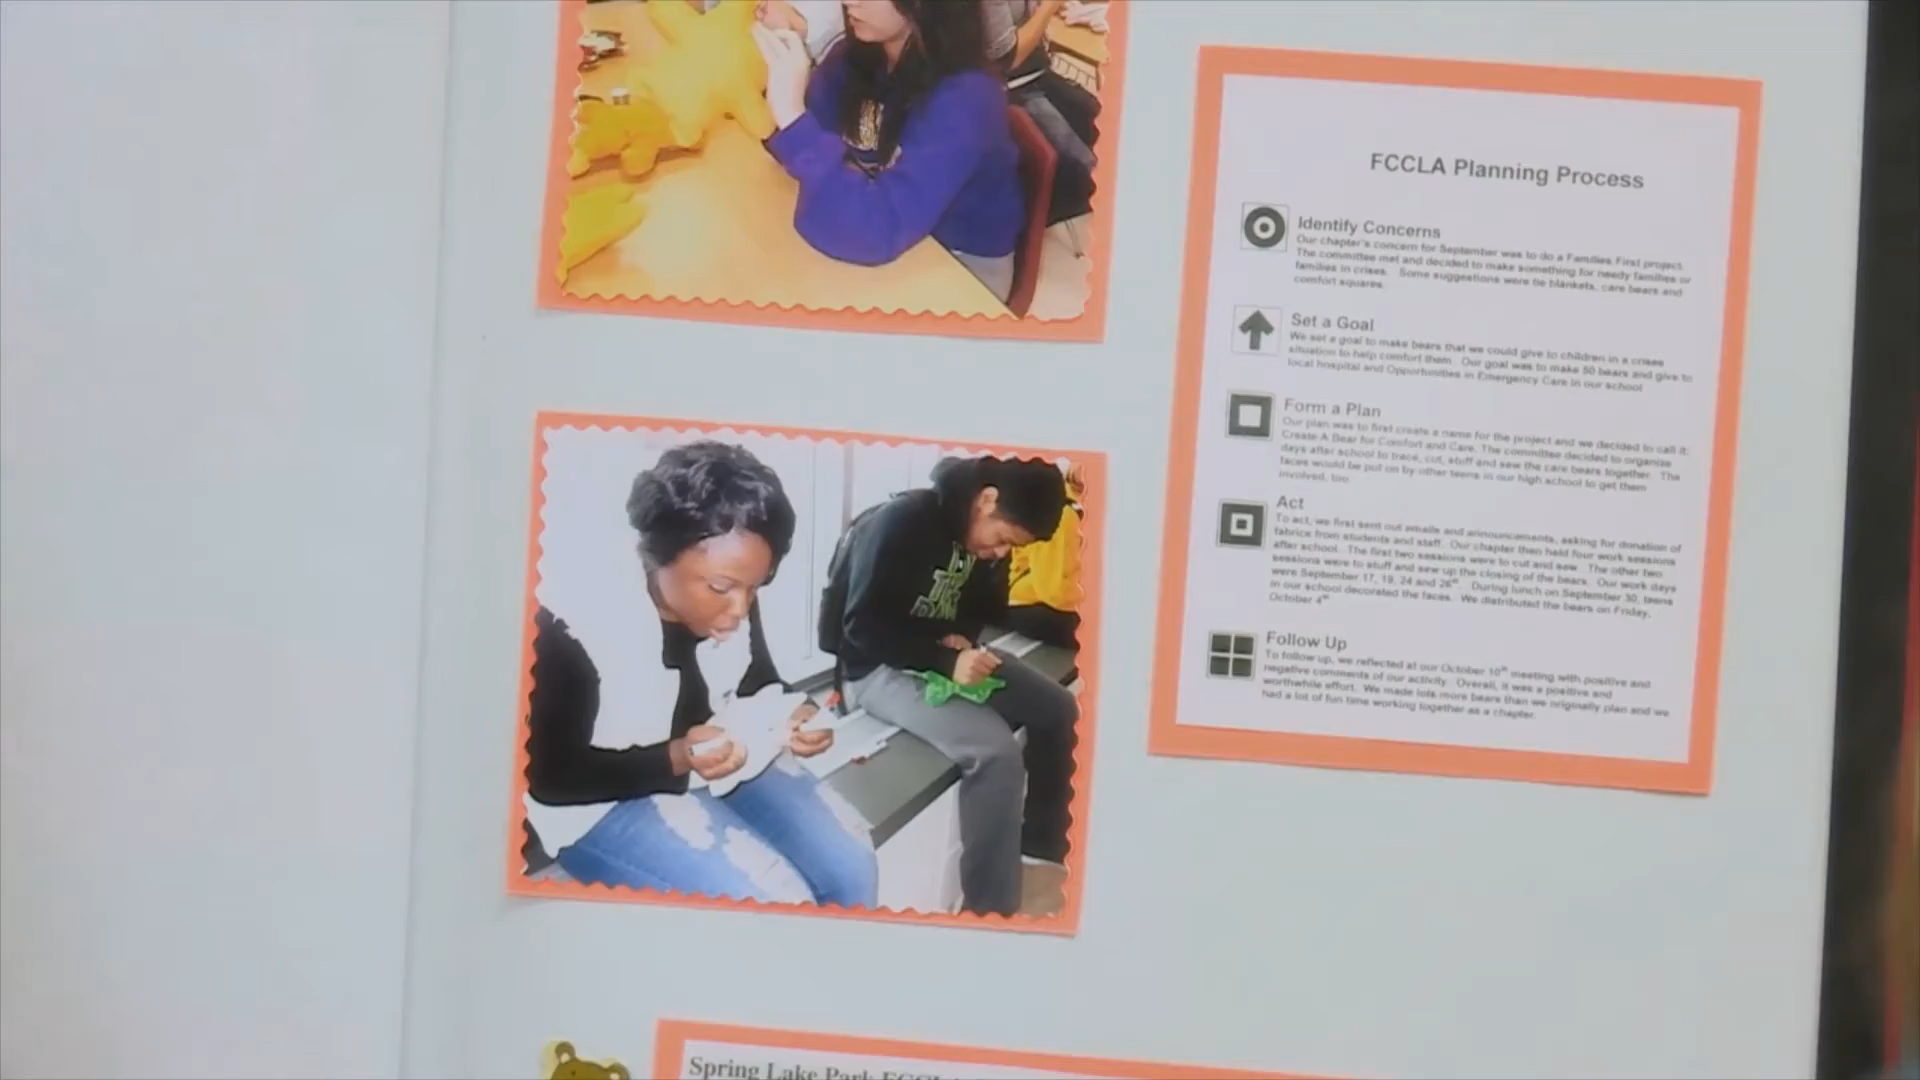 FCCLA Planning Process
Identify Concerns
Our chapter's concern for September was to do a Families First project.
The committee met and decided to make something for needy families or
families in crises. Some suggestions were tie blankets, care bears and
comfort squares.
Set a Goal
We set a goal to make bears that we could give to children in a crises
situation to help comfort them. Our goal was to make 50 bears and give to
local hospital and Opportunities in Emergency Care in our school
Form a Plan
Our plan was to first create a name for the project and we decided to call it:
Create A Bear for Comfort and Care. The committee decided to organize
days after school to trace, cut, stuff and sew the care bears together. The
faces would be put on by other teens in our high school to get them
involved, too.
Act
To act, we first sent out emails and announcements, asking for donation of
fabrics from students and staff. Our chapter then held four work sessions
after school. The first two sessions were to cut and sew. The other two
sessions were to stuff and sew up the closing of the bears. Our work days
were September 17, 19, 24 and 26th. During lunch on September 30, teens
in our school decorated the faces. We distributed the bears on Friday,
October 4th
Follow Up
To follow up, we reflected at our October 10th meeting with positive and
negative comments of our activity. Overall, it was a positive and
worthwhile effort. We made lots more bears than we originally plan and we
had a lot of fun time working together as a chapter.
Spring Lake Park FCCLA